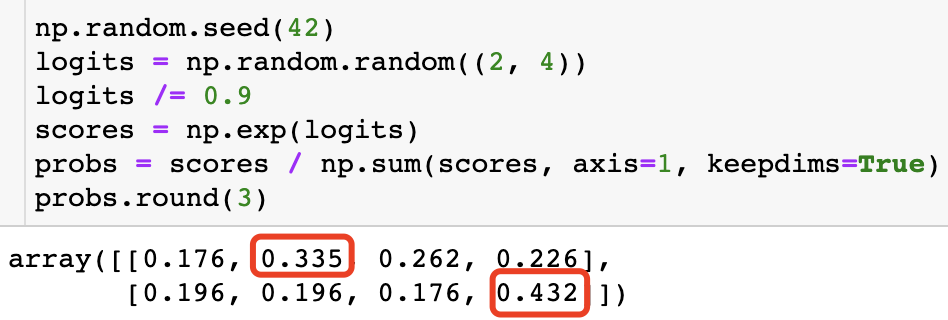 np.random.seed(42)
logits = np.random.random((2, 4))
logits /= 0.9
scores = np.exp(logits)
probs = scores / np.sum(scores, axis=1, keepdims=True)
probs.round(3)
array([[0.176, 0.335, 0.262, 0.226],
[0.196, 0.196, 0.176, 0.432]])